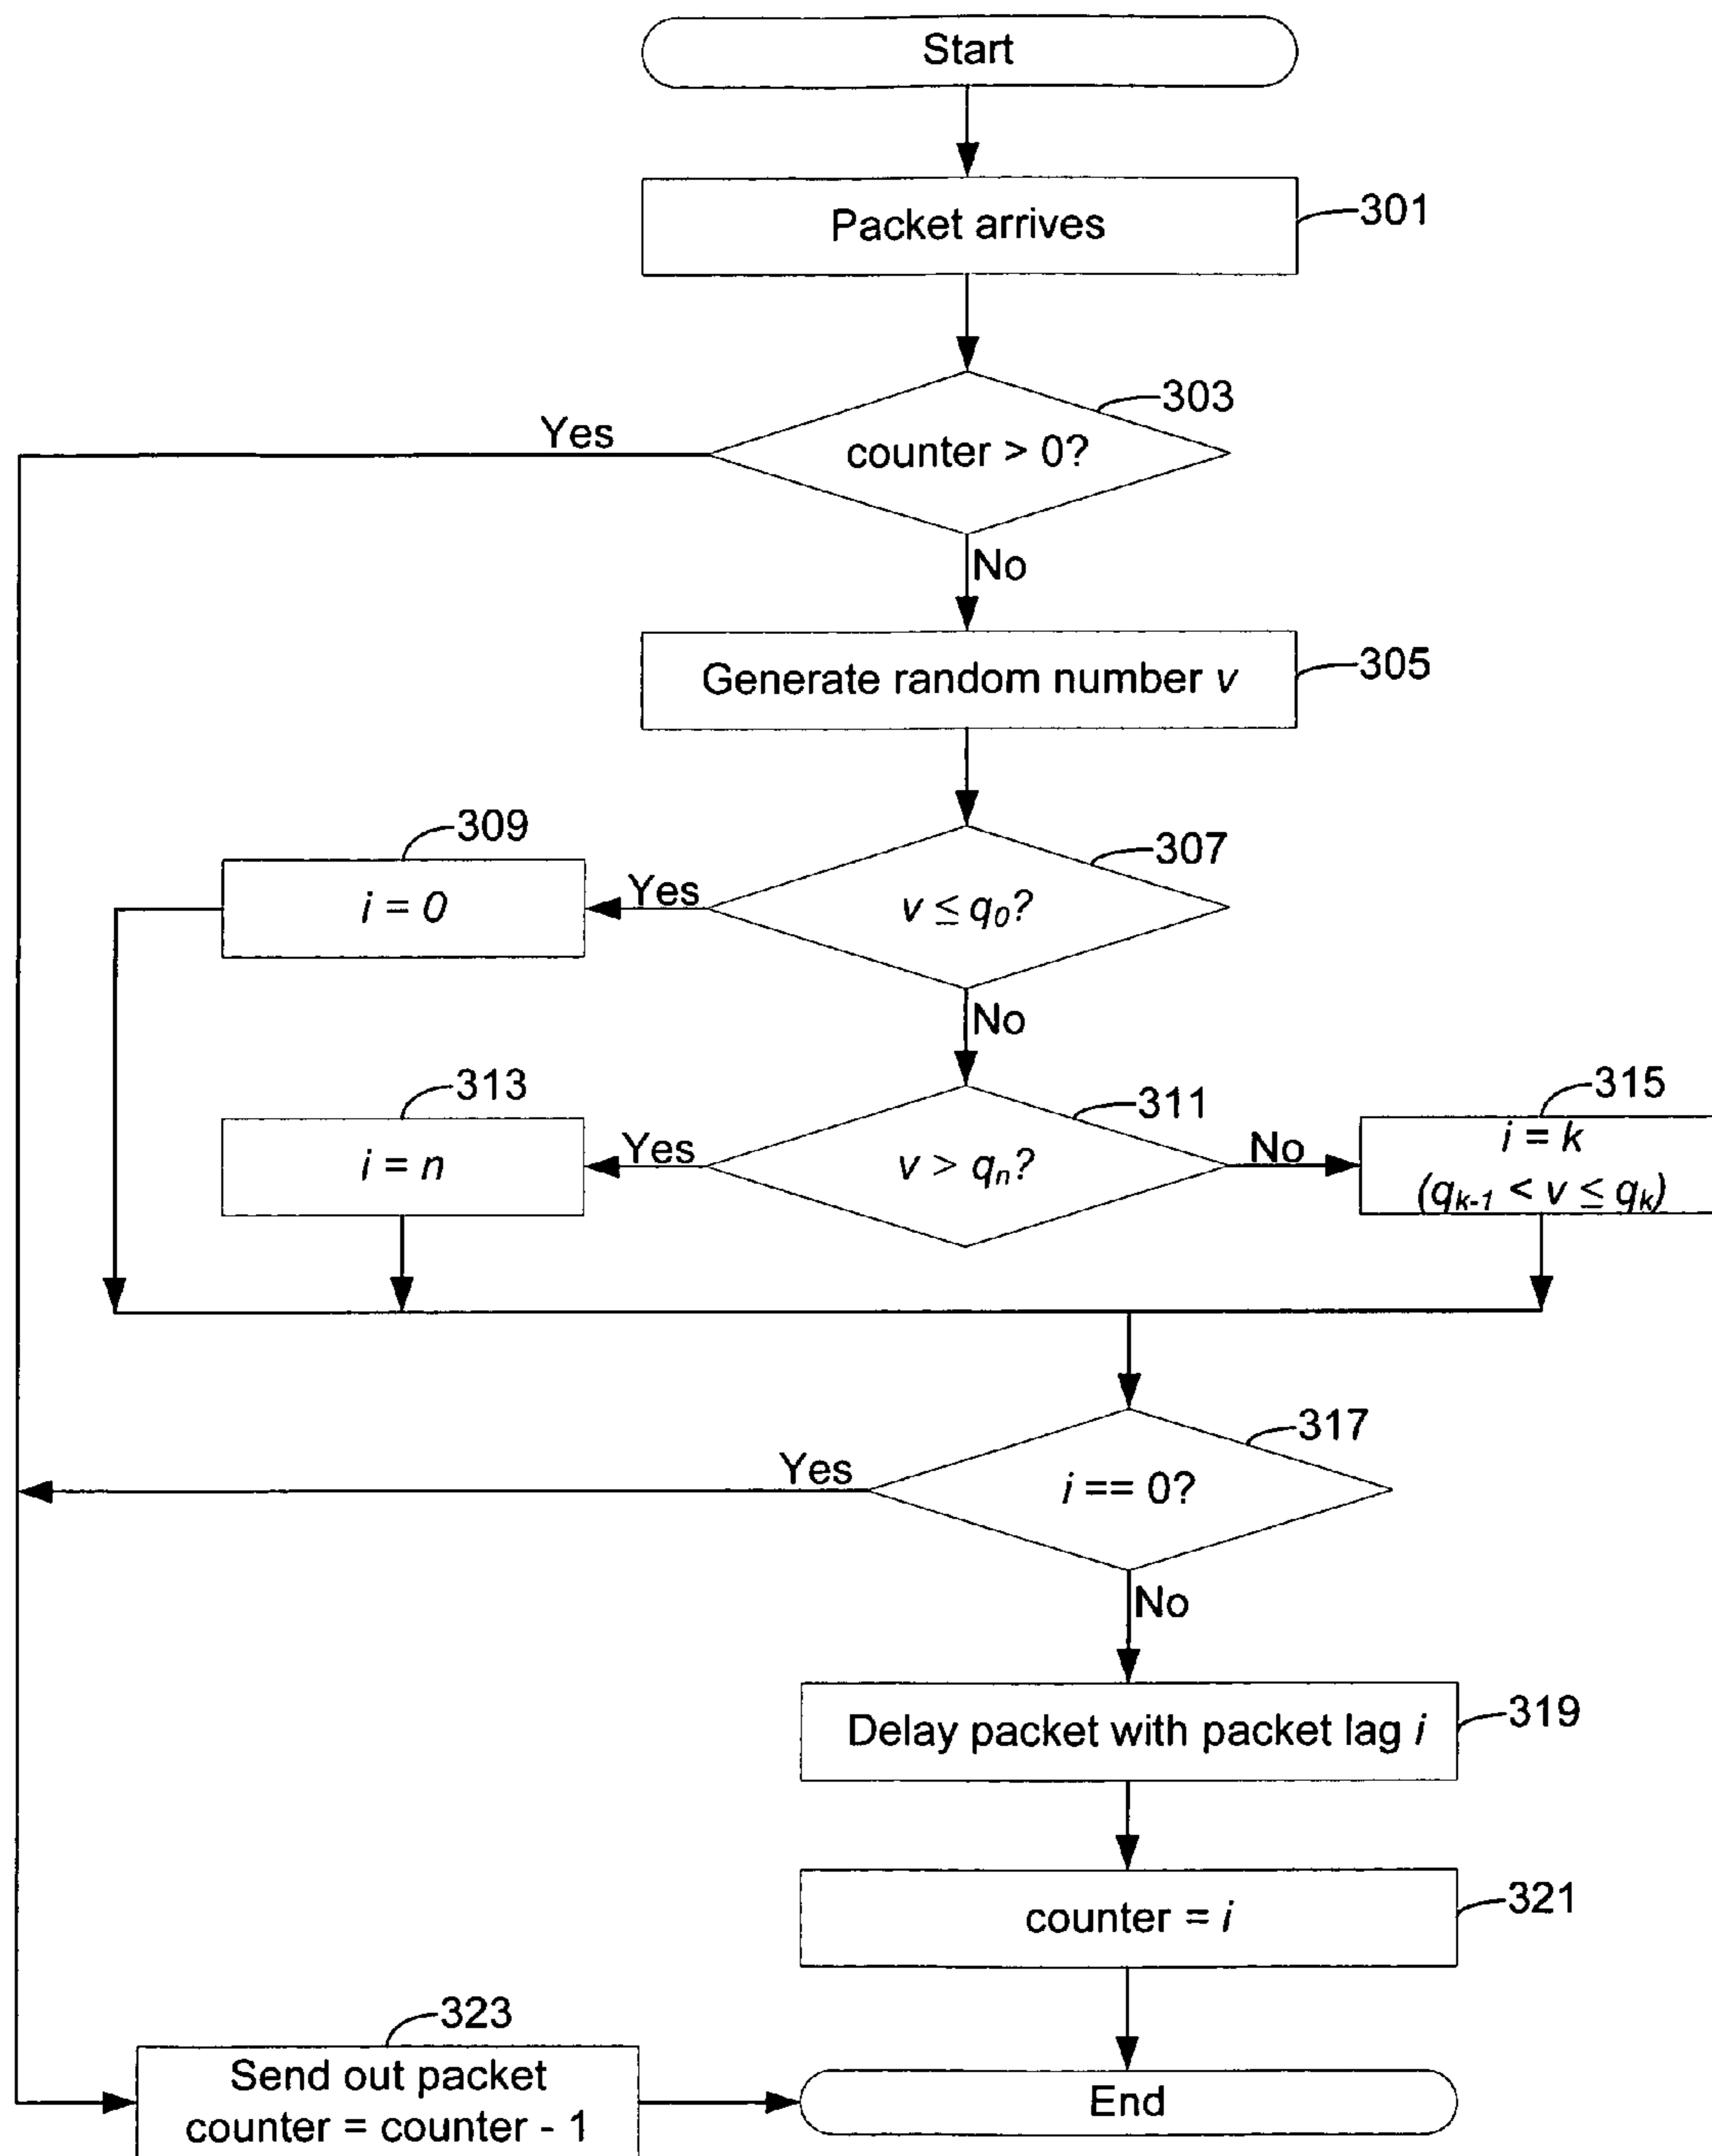 Start
Packet arrives
301
303
Yes
counter > 0?
No
Generate random number v
305
309
307
i = 0
Yes
v ≤ q0?
No
313
311
315
i = n
Yes
v > qn?
No
i = k
(qk-1 < v ≤ qk)
317
Yes
i == 0?
No
Delay packet with packet lag i
319
counter = i
321
323
Send out packet
counter = counter - 1
End